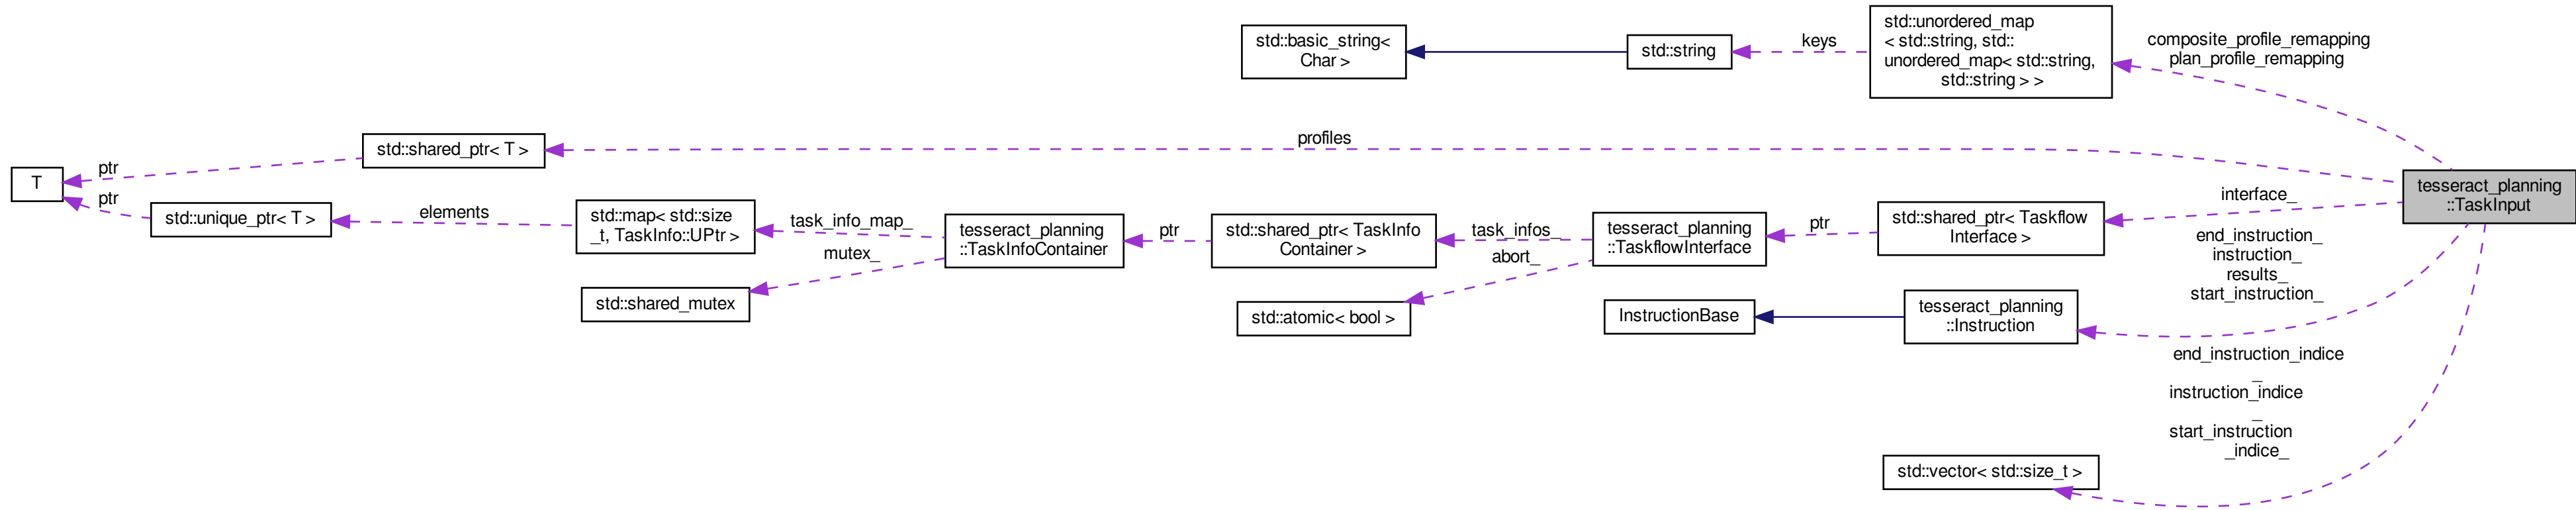 std::basic_string<
Char >
std::string
keys
std::unordered_map
< std::string, std::
unordered_map< std::string,
std::string > >
composite_profile_remapping
plan_profile_remapping
std::shared_ptr< T >
profiles
ptr
T
ptr
std::unique_ptr< T >
elements
std::map< std::size
_t, TaskInfo::UPtr >
task_info_map_
mutex_
std::shared_mutex
tesseract_planning
::TaskInfoContainer
ptr
std::shared_ptr< TaskInfo
Container >
task_infos_
abort_
std::atomic< bool >
tesseract_planning
::TaskflowInterface
ptr
std::shared_ptr< Taskflow
Interface >
interface_
tesseract_planning
::TaskInput
InstructionBase
tesseract_planning
::Instruction
end_instruction_
instruction_
results_
start_instruction_
end_instruction_indice
_
instruction_indice
_
start_instruction
_indice_
std::vector< std::size_t >